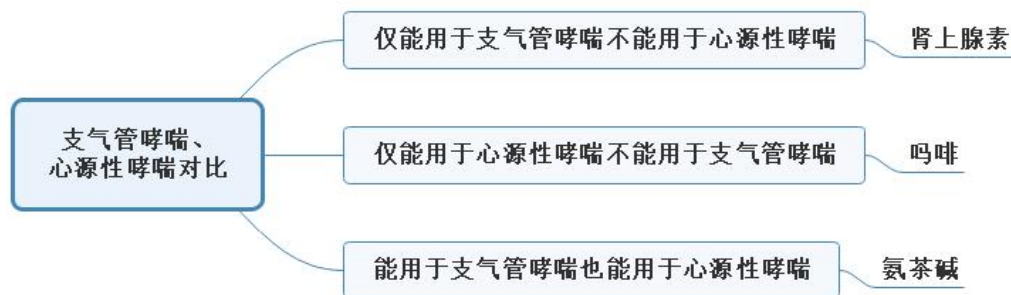 支气管哮喘、
心源性哮喘对比
仅能用于支气管哮喘不能用于心源性哮喘
肾上腺素
仅能用于心源性哮喘不能用于支气管哮喘
吗啡
能用于支气管哮喘也能用于心源性哮喘
氨茶碱